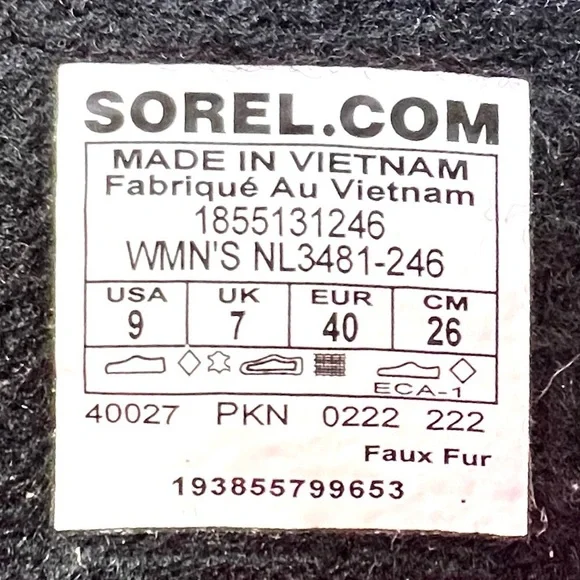 SOREL.COM
MADE IN VIETNAM
Fabriqué Au Vietnam
1855131246
WMN'S NL3481-246
USA UK EUR CM
9 7 40 26
ECA-1
40027 PKN 0222 222
Faux Fur
193855799653